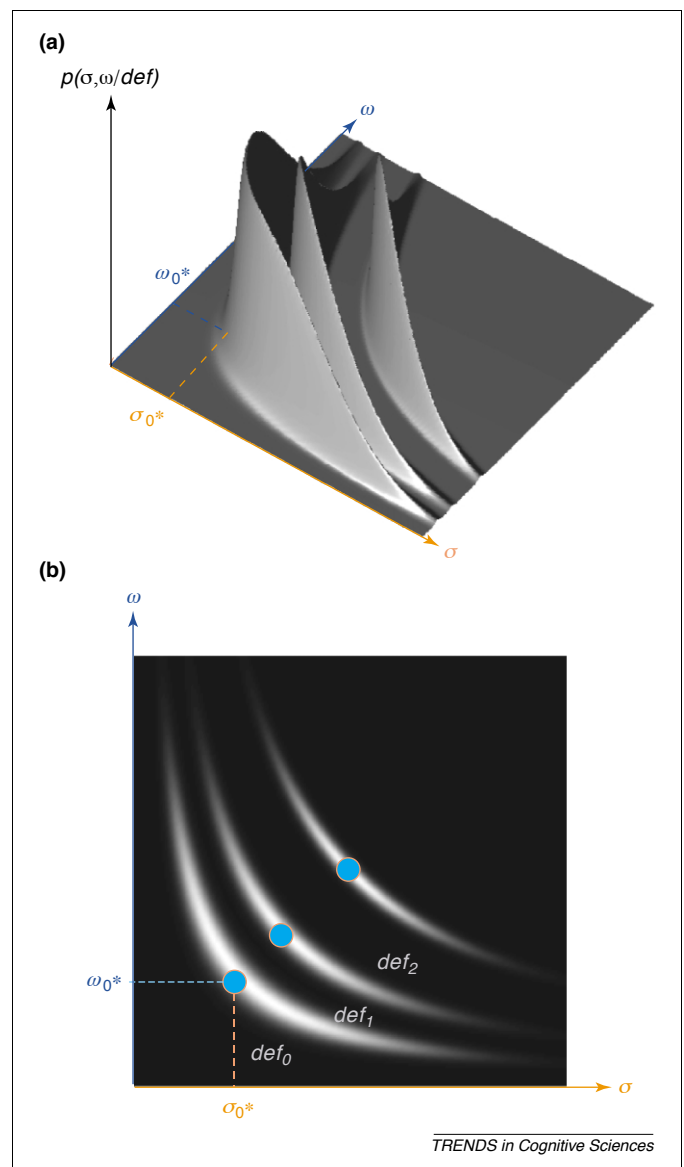 (a)
p(σ,ω/def)
ω
ω0*
σ0*
σ
(b)
ω
def2
ω0*
def1
def0
σ0*
σ
TRENDS in Cognitive Sciences